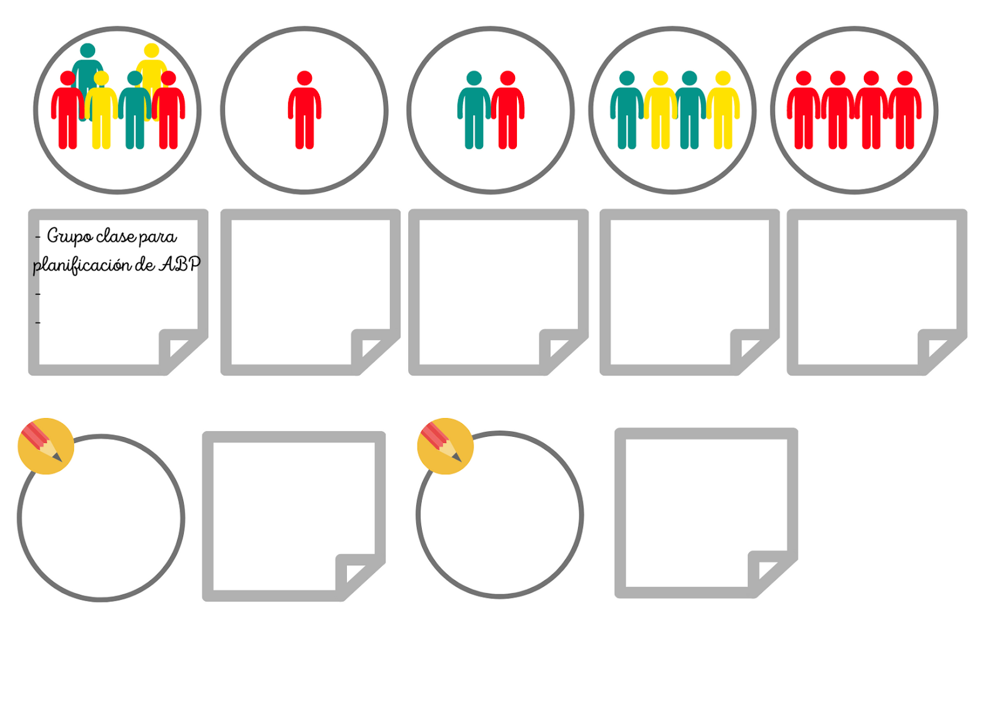 - Grupo clase para
planificación de ABP
-
-